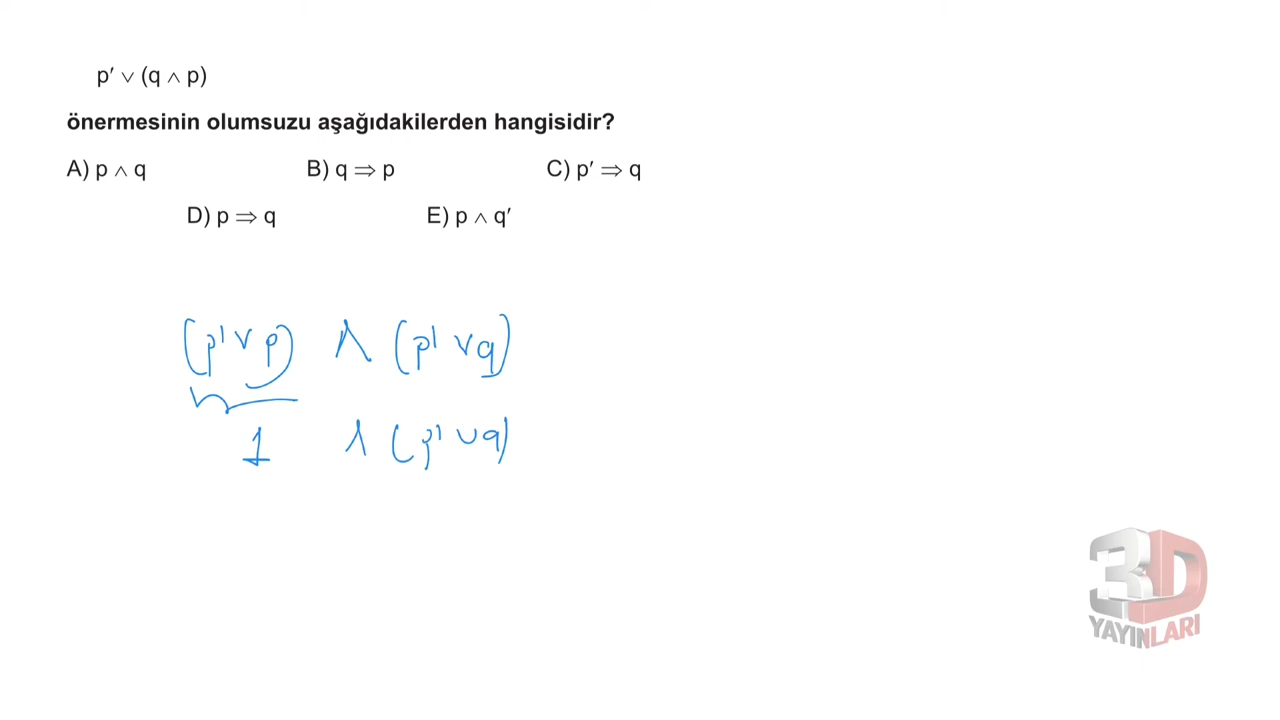 p′ ∨ (q ∧ p)
önermesinin olumsuzu aşağıdakilerden hangisidir?
A) p ∧ q B) q ⇒ p C) p′ ⇒ q
D) p ⇒ q E) p ∧ q′
(p' ∨ p) ∧ (p' ∨ q)
1 ∧ (p' ∨ q)
3D
YAYINLARI